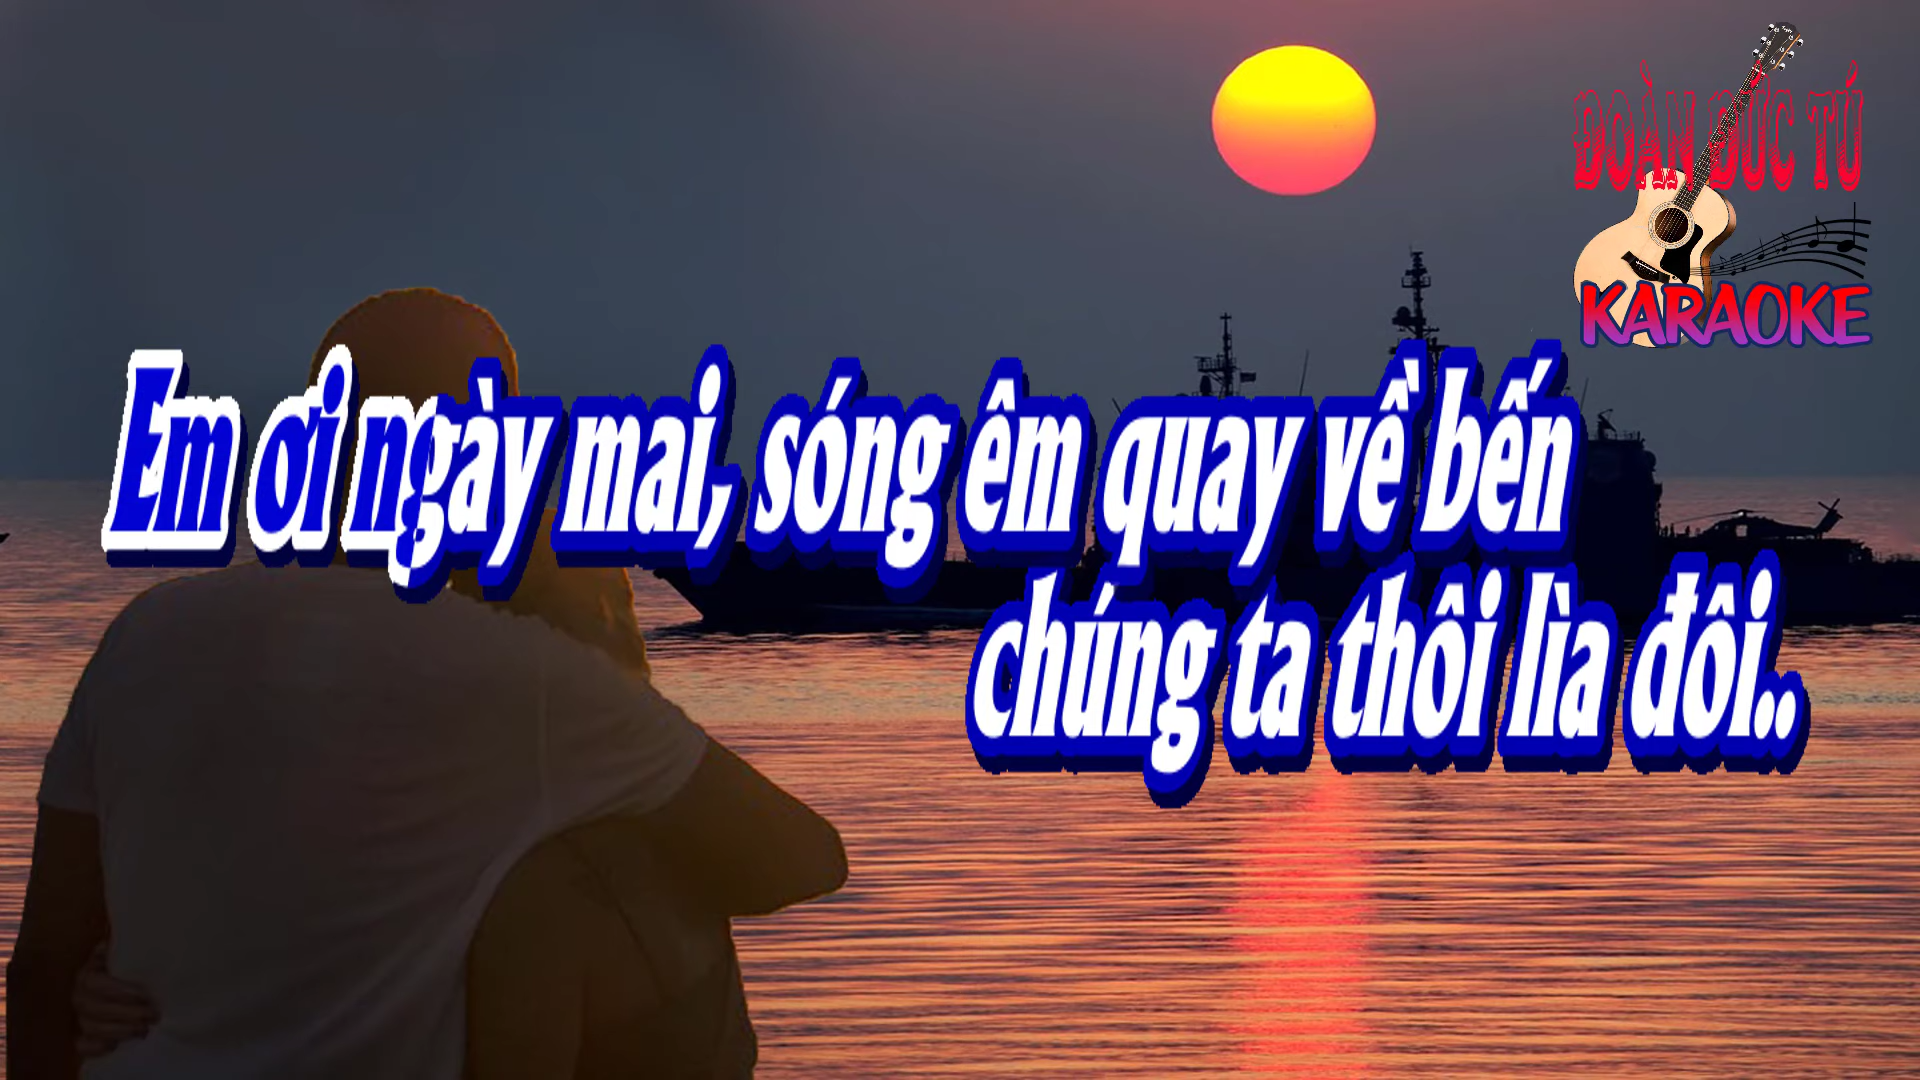 ĐOÀN ĐỨC TÚ
KARAOKE
Em ơi ngày mai, sóng êm quay về bến
chúng ta thôi lìa đôi..